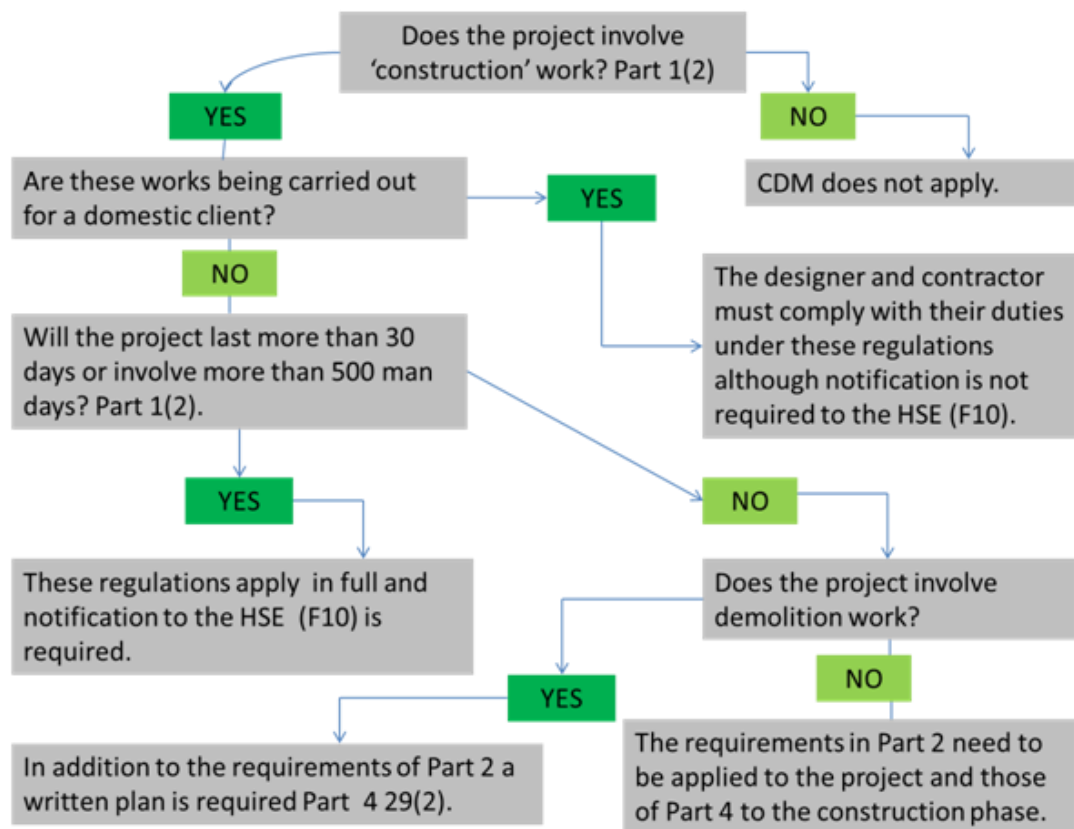 Does the project involve
‘construction’ work? Part 1(2)
YES
NO
Are these works being carried out
for a domestic client?
YES
CDM does not apply.
NO
The designer and contractor
must comply with their duties
under these regulations
although notification is not
required to the HSE (F10).
Will the project last more than 30
days or involve more than 500 man
days? Part 1(2).
YES
NO
These regulations apply in full and
notification to the HSE (F10) is
required.
Does the project involve
demolition work?
YES
NO
In addition to the requirements of Part 2 a
written plan is required Part 4 29(2).
The requirements in Part 2 need to
be applied to the project and those
of Part 4 to the construction phase.